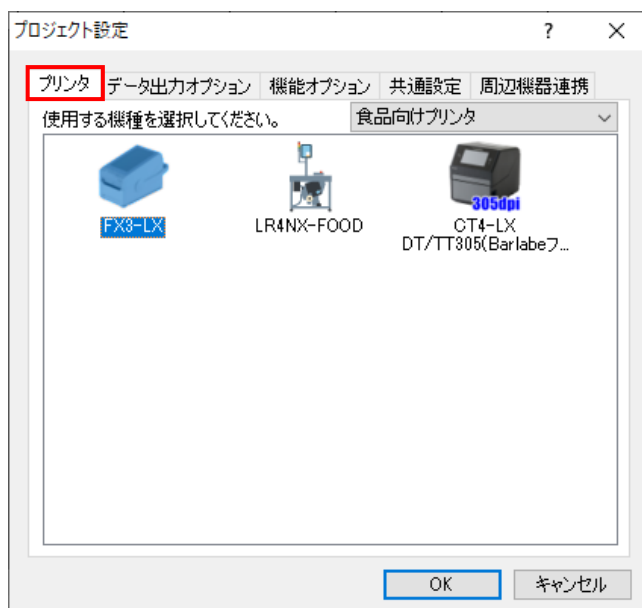 プロジェクト設定
プリンタ データ出力オプション 機能オプション 共通設定 周辺機器連携
使用する機種を選択してください。 食品向けプリンタ
305dpi
FX3-LX LR4NX-FOOD CT4-LX
DT/TT305(Barlabeフ...
OK キャンセル